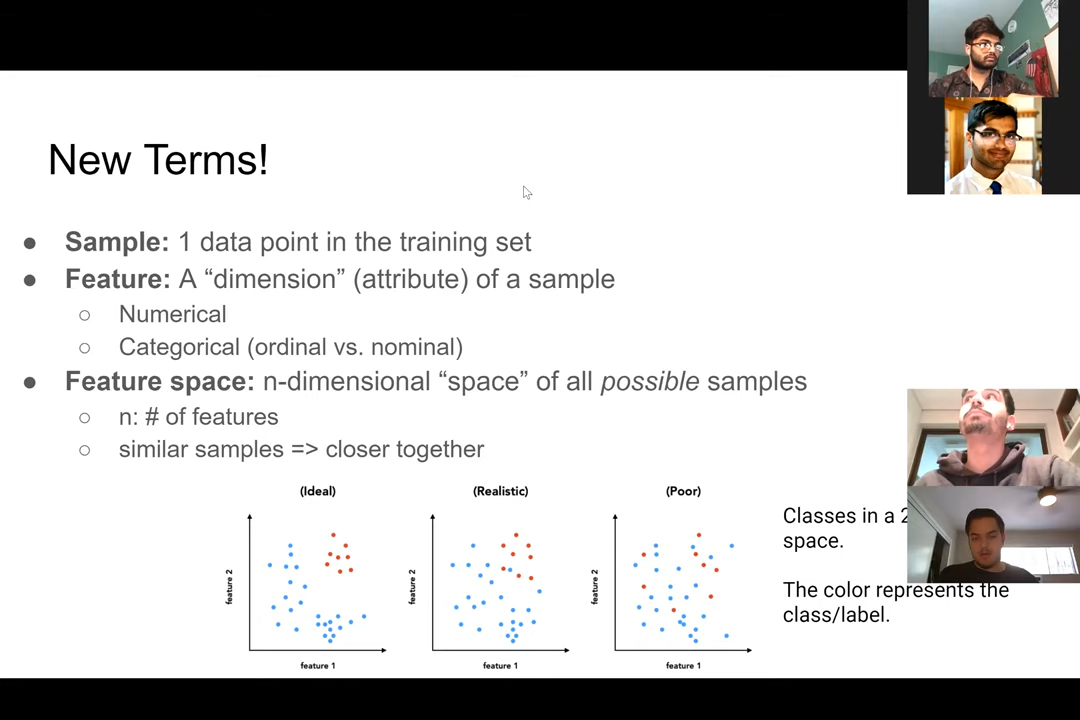 New Terms!
● Sample: 1 data point in the training set
● Feature: A “dimension” (attribute) of a sample
○ Numerical
○ Categorical (ordinal vs. nominal)
● Feature space: n-dimensional “space” of all possible samples
○ n: # of features
○ similar samples => closer together
(Ideal)
feature 2
feature 1
(Realistic)
feature 2
feature 1
(Poor)
feature 2
feature 1
Classes in a
space.
The color represents the
class/label.